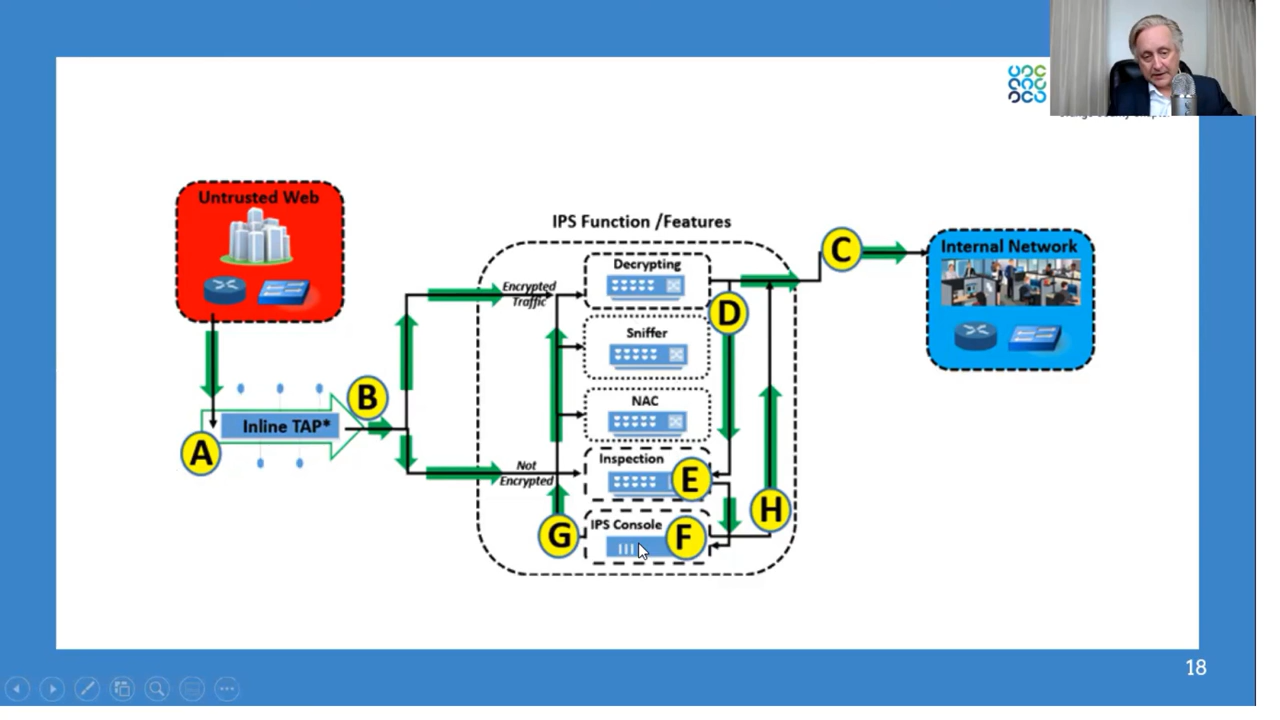 Untrusted Web
IPS Function /Features
Internal Network
C
Decrypting
Encrypted
Traffic
D
Sniffer
B
NAC
Inline TAP*
A
Inspection
E
Not
Encrypted
H
IPS Console
G
F
18